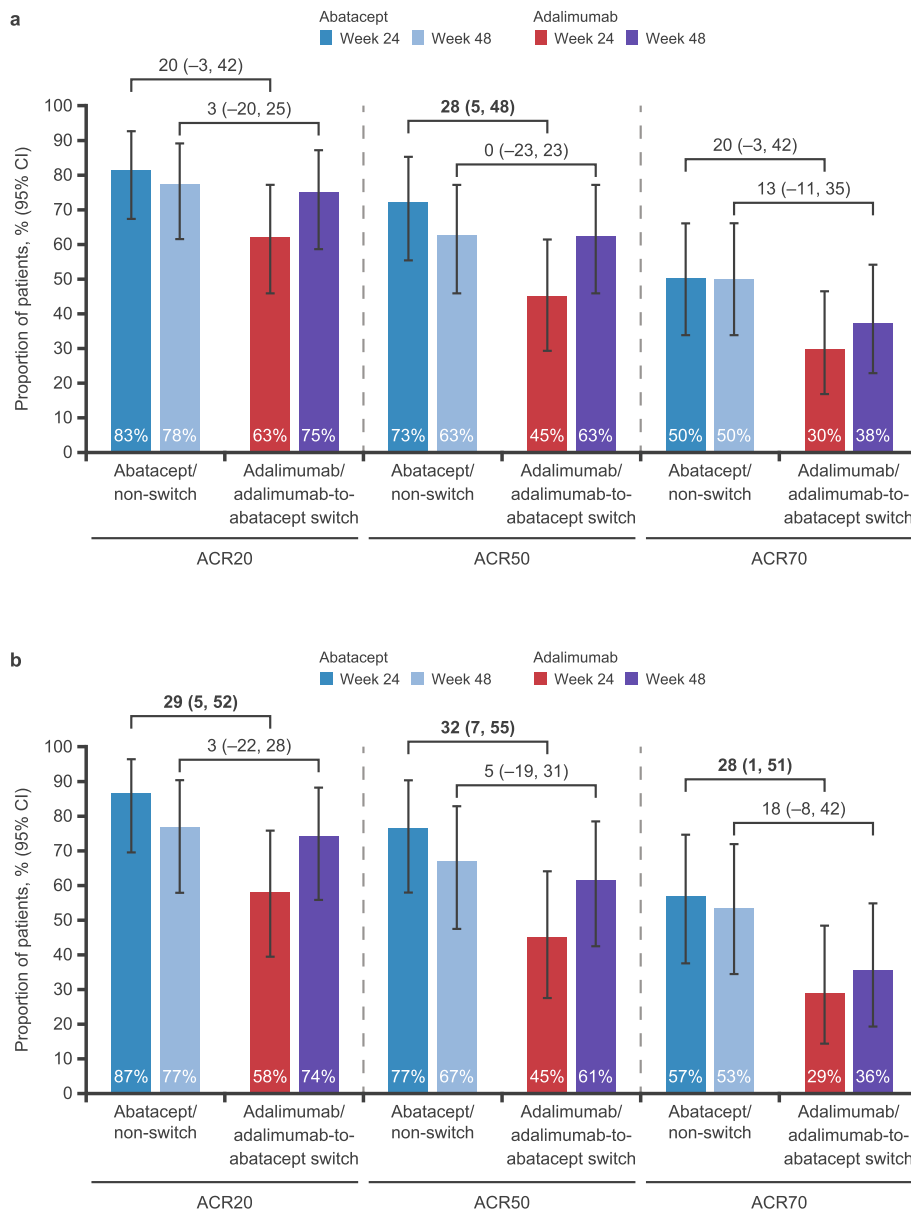 a
Abatacept Adalimumab
Week 24 Week 48 Week 24 Week 48
20 (–3, 42)
3 (–20, 25)
28 (5, 48)
0 (–23, 23)
20 (–3, 42)
13 (–11, 35)
Proportion of patients, % (95% CI)
100
90
80
70
60
50
40
30
20
10
0
83% 78% 63% 75% 73% 63% 45% 63% 50% 50% 30% 38%
Abatacept/ Adalimumab/ Abatacept/ Adalimumab/ Abatacept/ Adalimumab/
non-switch adalimumab-to- non-switch adalimumab-to- non-switch adalimumab-to-
abatacept switch abatacept switch abatacept switch
ACR20 ACR50 ACR70
b
Abatacept Adalimumab
Week 24 Week 48 Week 24 Week 48
29 (5, 52)
3 (–22, 28)
32 (7, 55)
5 (–19, 31)
28 (1, 51)
18 (–8, 42)
Proportion of patients, % (95% CI)
100
90
80
70
60
50
40
30
20
10
0
87% 77% 58% 74% 77% 67% 45% 61% 57% 53% 29% 36%
Abatacept/ Adalimumab/ Abatacept/ Adalimumab/ Abatacept/ Adalimumab/
non-switch adalimumab-to- non-switch adalimumab-to- non-switch adalimumab-to-
abatacept switch abatacept switch abatacept switch
ACR20 ACR50 ACR70